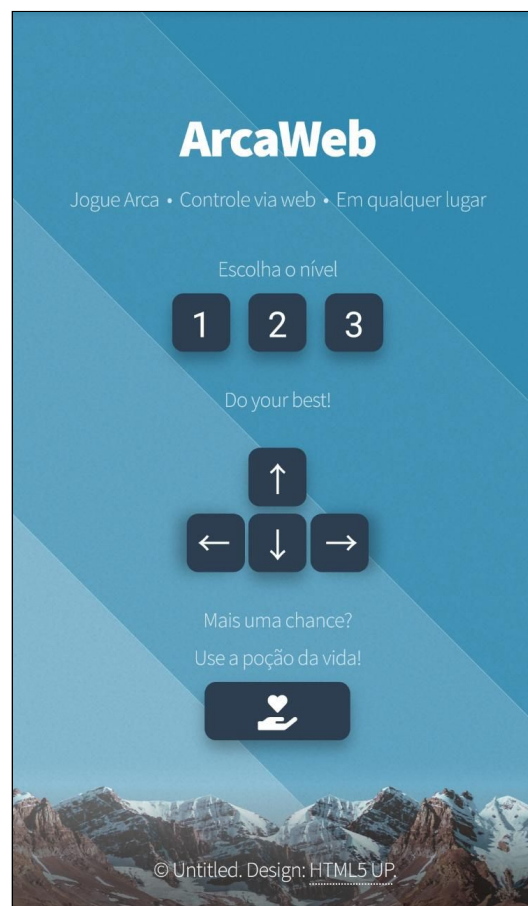 ArcaWeb
Jogue Arca • Controle via web • Em qualquer lugar
Escolha o nível
1 2 3
Do your best!
↑
← ↓ →
Mais uma chance?
Use a poção da vida!
© Untitled. Design: HTML5 UP.